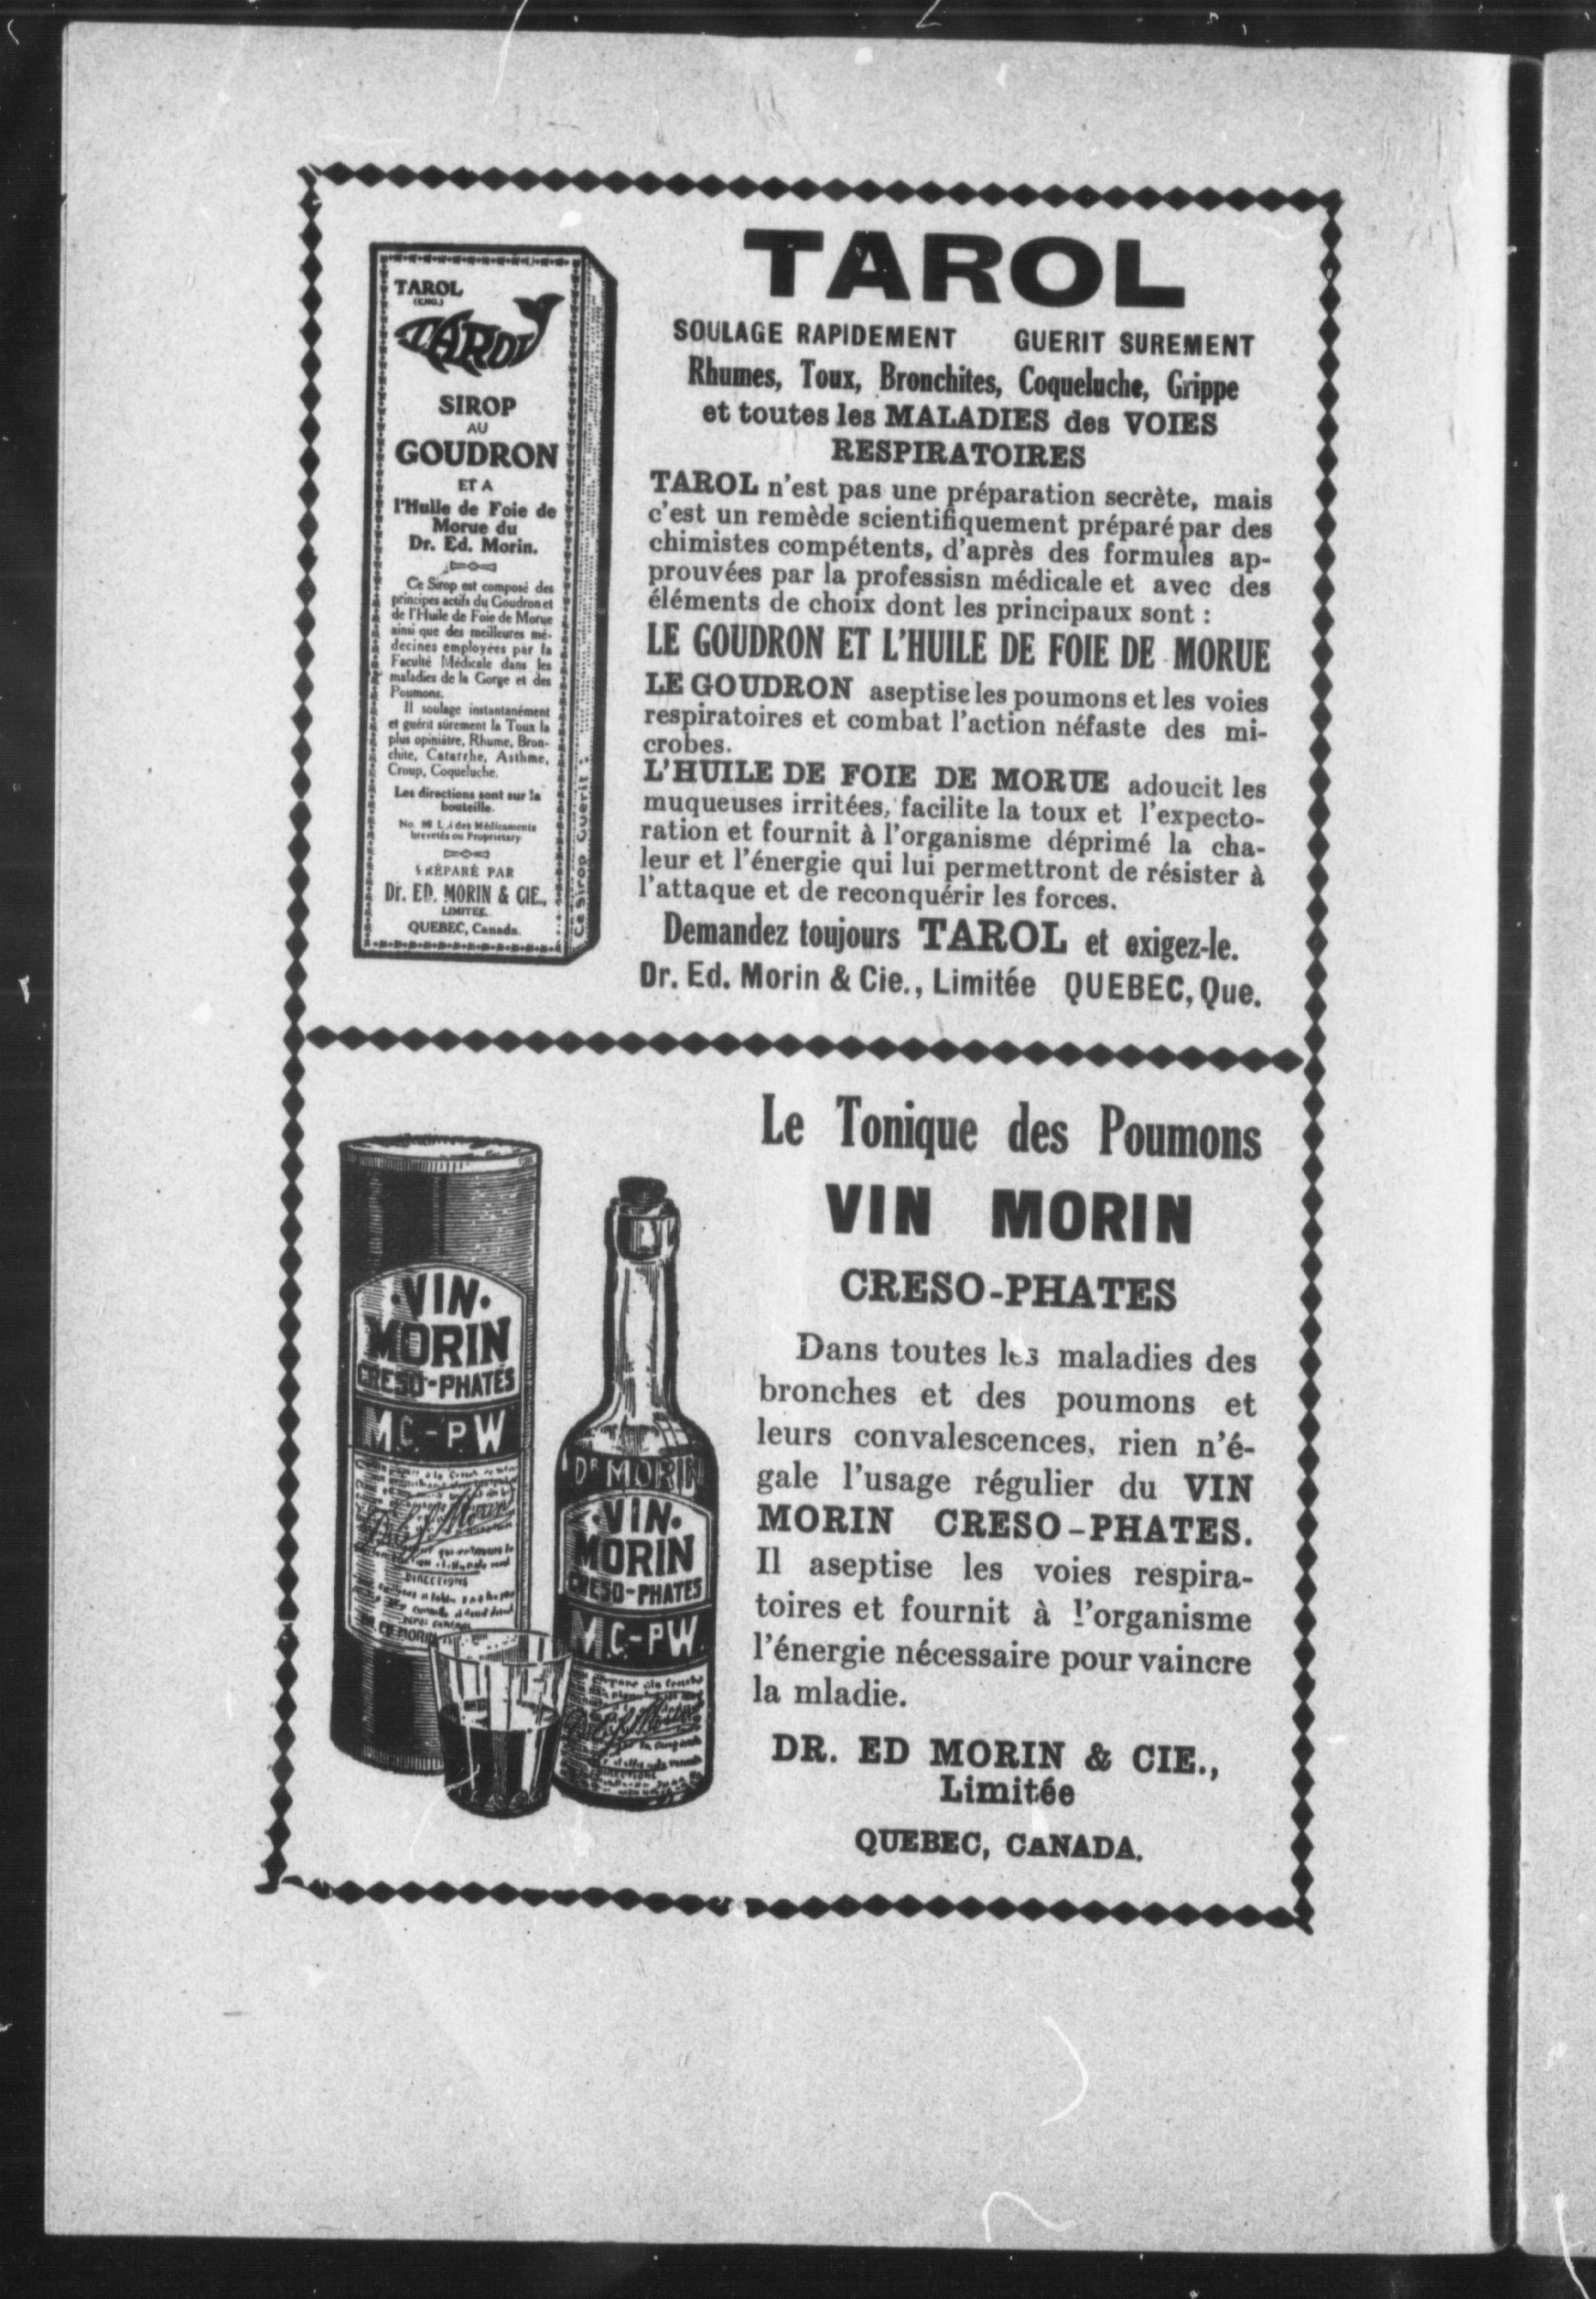 TAROL
(ENG.)
TAROL
SIROP
AU
GOUDRON
ET A
l'Huile de Foie de
Morue du
Dr. Ed. Morin.
Ce Sirop est composé des
principes actifs du Goudron et
de l'Huile de Foie de Morue
ainsi que des meilleures mé-
decines employées par la
Faculté Médicale dans les
maladies de la Gorge et des
Poumons.
Il soulage instantanément
et guérit sûrement la Toux la
plus opiniâtre, Rhume, Bron-
chite, Catarrhe, Asthme,
Croup, Coqueluche.
Les directions sont sur la
bouteille.
No. 88 des Médicaments
brevetés ou Proprietary
PRÉPARÉ PAR
Dr. ED. MORIN & CIE.,
LIMITEE.
QUEBEC, Canada.
Ce Sirop Guerit :
TAROL
SOULAGE RAPIDEMENT GUERIT SUREMENT
Rhumes, Toux, Bronchites, Coqueluche, Grippe
et toutes les MALADIES des VOIES
RESPIRATOIRES
TAROL n'est pas une préparation secrète, mais
c'est un remède scientifiquement préparé par des
chimistes compétents, d'après des formules ap-
prouvées par la professisn médicale et avec des
éléments de choix dont les principaux sont :
LE GOUDRON ET L'HUILE DE FOIE DE MORUE
LE GOUDRON aseptise les poumons et les voies
respiratoires et combat l'action néfaste des mi-
crobes.
L'HUILE DE FOIE DE MORUE adoucit les
muqueuses irritées, facilite la toux et l'expecto-
ration et fournit à l'organisme déprimé la cha-
leur et l'énergie qui lui permettront de résister à
l'attaque et de reconquérir les forces.
Demandez toujours TAROL et exigez-le.
Dr. Ed. Morin & Cie., Limitée QUEBEC, Que.
·VIN·
MORIN
CRESO-PHATES
M.C.-P.W
DIRECTIONS
Dr MORIN
·VIN·
MORIN
CRESO-PHATES
M.C.-P.W.
Le Tonique des Poumons
VIN MORIN
CRESO-PHATES
Dans toutes les maladies des
bronches et des poumons et
leurs convalescences, rien n'é-
gale l'usage régulier du VIN
MORIN CRESO-PHATES.
Il aseptise les voies respira-
toires et fournit à l'organisme
l'énergie nécessaire pour vaincre
la mladie.
DR. ED MORIN & CIE.,
Limitée
QUEBEC, CANADA.